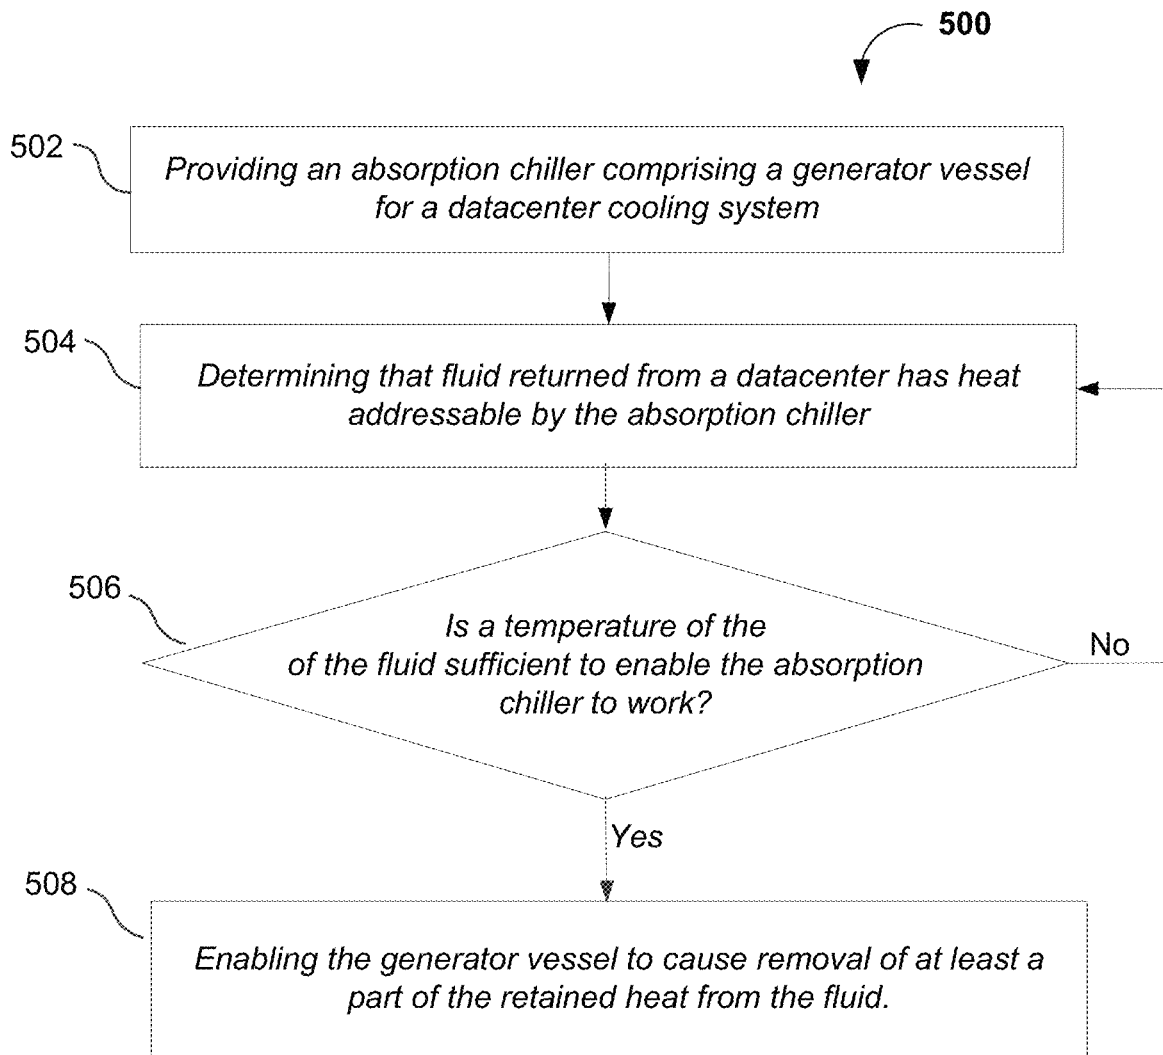 500
502
Providing an absorption chiller comprising a generator vessel
for a datacenter cooling system
504
Determining that fluid returned from a datacenter has heat
addressable by the absorption chiller
506
Is a temperature of the
of the fluid sufficient to enable the absorption
chiller to work?
No
Yes
508
Enabling the generator vessel to cause removal of at least a
part of the retained heat from the fluid.